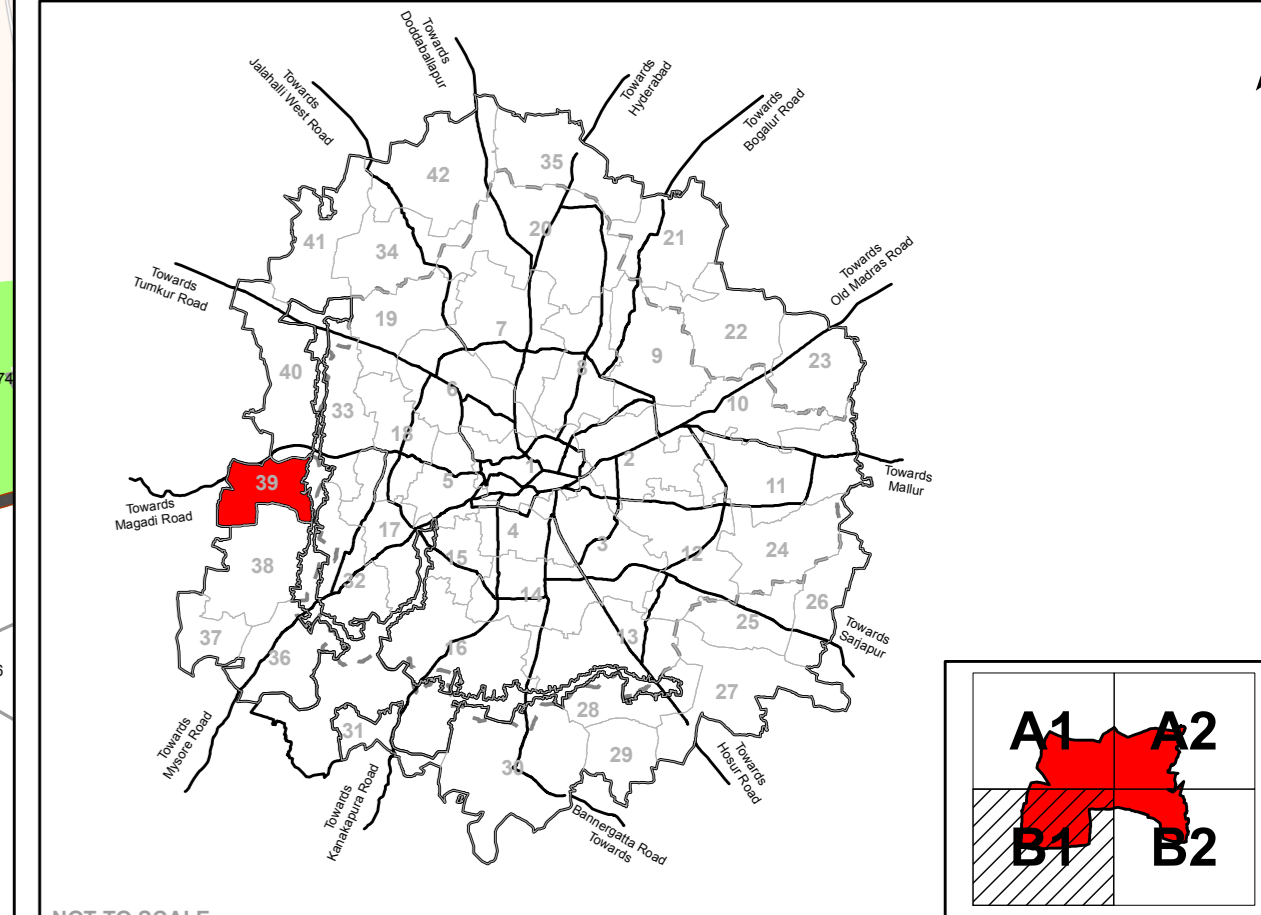 Towards
Doddaballapur
Towards
Jalahalli West Road
Towards
Hyderabad
Towards
Bogalur Road
42
35
20
21
41
34
Towards
Old Madras Road
Towards
Tumkur Road
19
7
22
9
8
23
74
40
6
10
33
18
1
2
39
5
11
Towards
Mallur
Towards
Magadi Road
17
4
3
12
24
15
38
32
14
26
25
37
13
Towards
Sarjapur
16
36
6
27
28
31
29
30
Towards
Mysore Road
Towards
Kanakapura Road
Bannergatta Road
Towards
Towards
Hosur Road
A1
A2
B1
B2
NOT TO SCALE